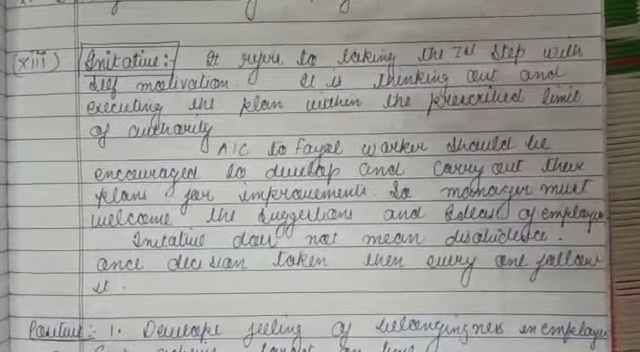 (xiii) Initative:- It refers to taking the Ist step with
self motivation. It is thinking out and
executing the plan within the prescribed limit
of authority
A/C to Fayol worker should be
encouraged to develop and carry out their
plans for improvements. So manager must
welcome the suggestions and Ideas of employee
Initative does not mean
once decision taken then every one follow
it.
Positive: 1. Develope feeling of belongingness in employee